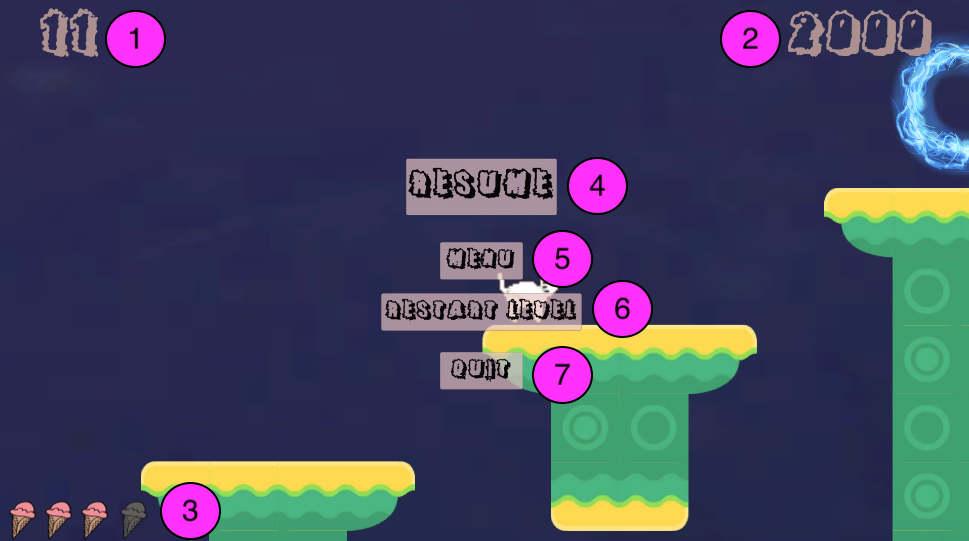 11 1
2 2000
RESUME 4
MENU 5
RESTART LEVEL 6
QUIT 7
3